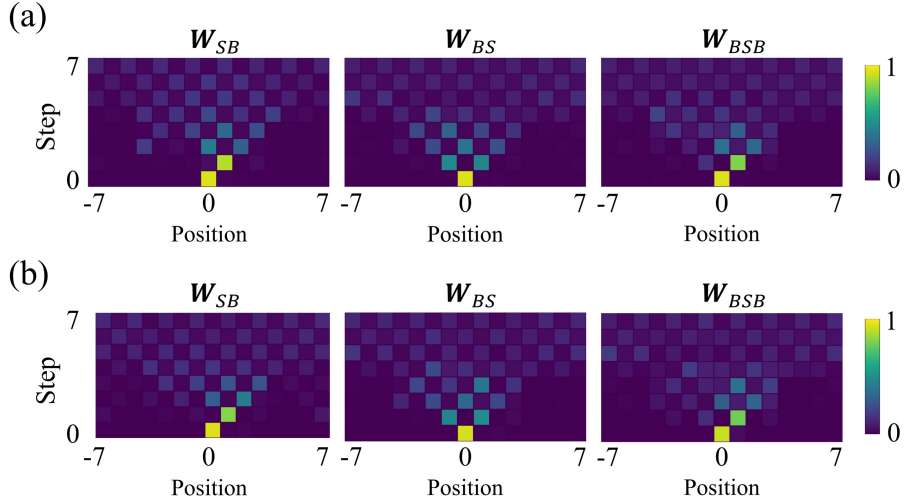 (a)
W_SB W_BS W_BSB
7 1
Step
0 0
-7 0 7 -7 0 7 -7 0 7
Position Position Position
(b)
W_SB W_BS W_BSB
7 1
Step
0 0
-7 0 7 -7 0 7 -7 0 7
Position Position Position